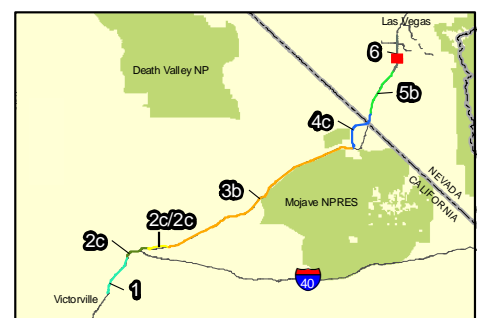 Las Vegas
6
Death Valley NP
5b
4c
NEVADA
CALIFORNIA
3b
Mojave NPRES
2c/2c
2c
40
1
Victorville